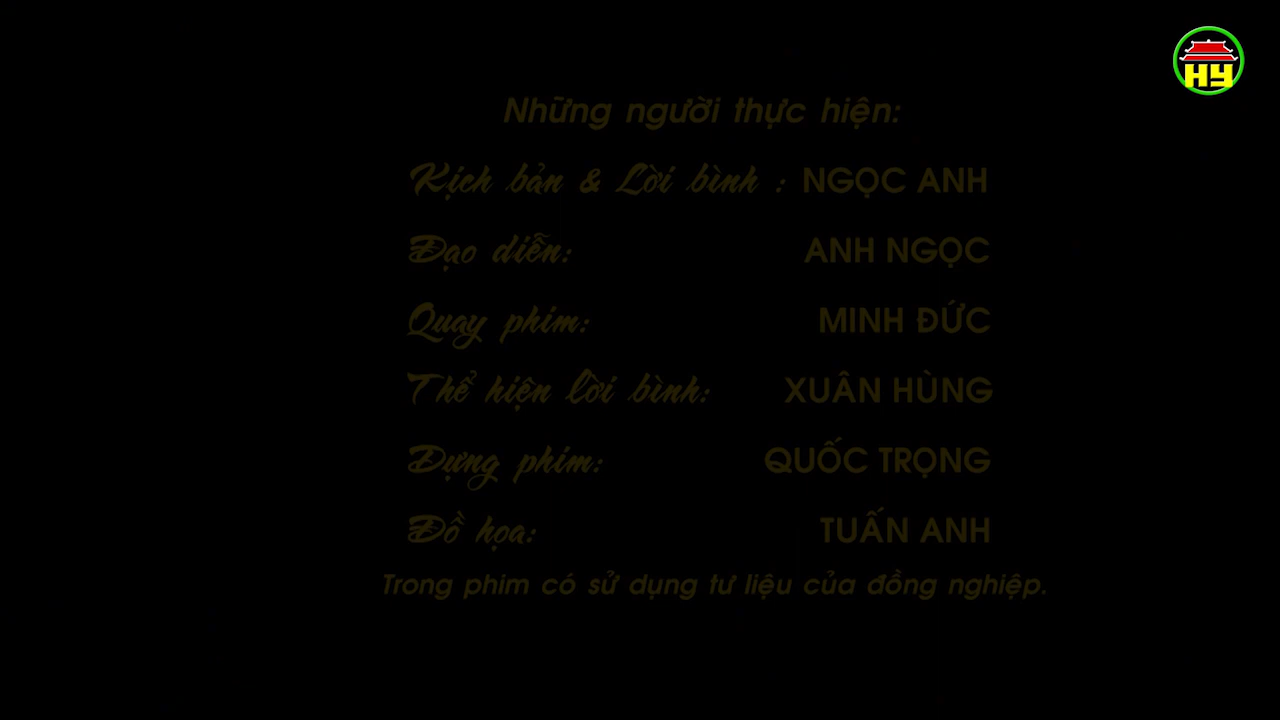 HY
Những người thực hiện:
Kịch bản & Lời bình : NGỌC ANH
Đạo diễn: ANH NGỌC
Quay phim: MINH ĐỨC
Thể hiện lời bình: XUÂN HÙNG
Dựng phim: QUỐC TRỌNG
Đồ họa: TUẤN ANH
Trong phim có sử dụng tư liệu của đồng nghiệp.